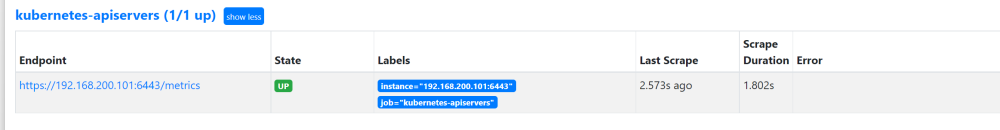 kubernetes-apiservers (1/1 up) show less
Endpoint State Labels Last Scrape Scrape Duration Error
https://192.168.200.101:6443/metrics UP instance="192.168.200.101:6443" 2.573s ago 1.802s
job="kubernetes-apiservers"